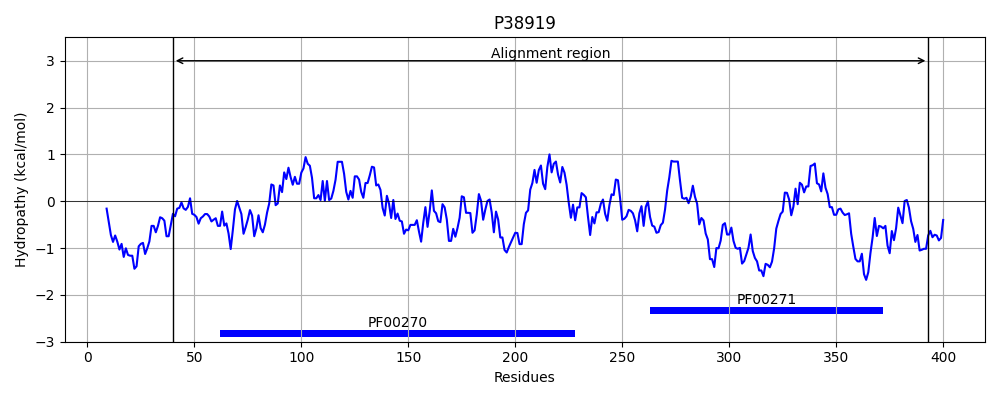 P38919
Alignment region
3
2
1
0
−1
−2
−3
Hydropathy (kcal/mol)
PF00271
PF00270
0 50 100 150 200 250 300 350 400
Residues